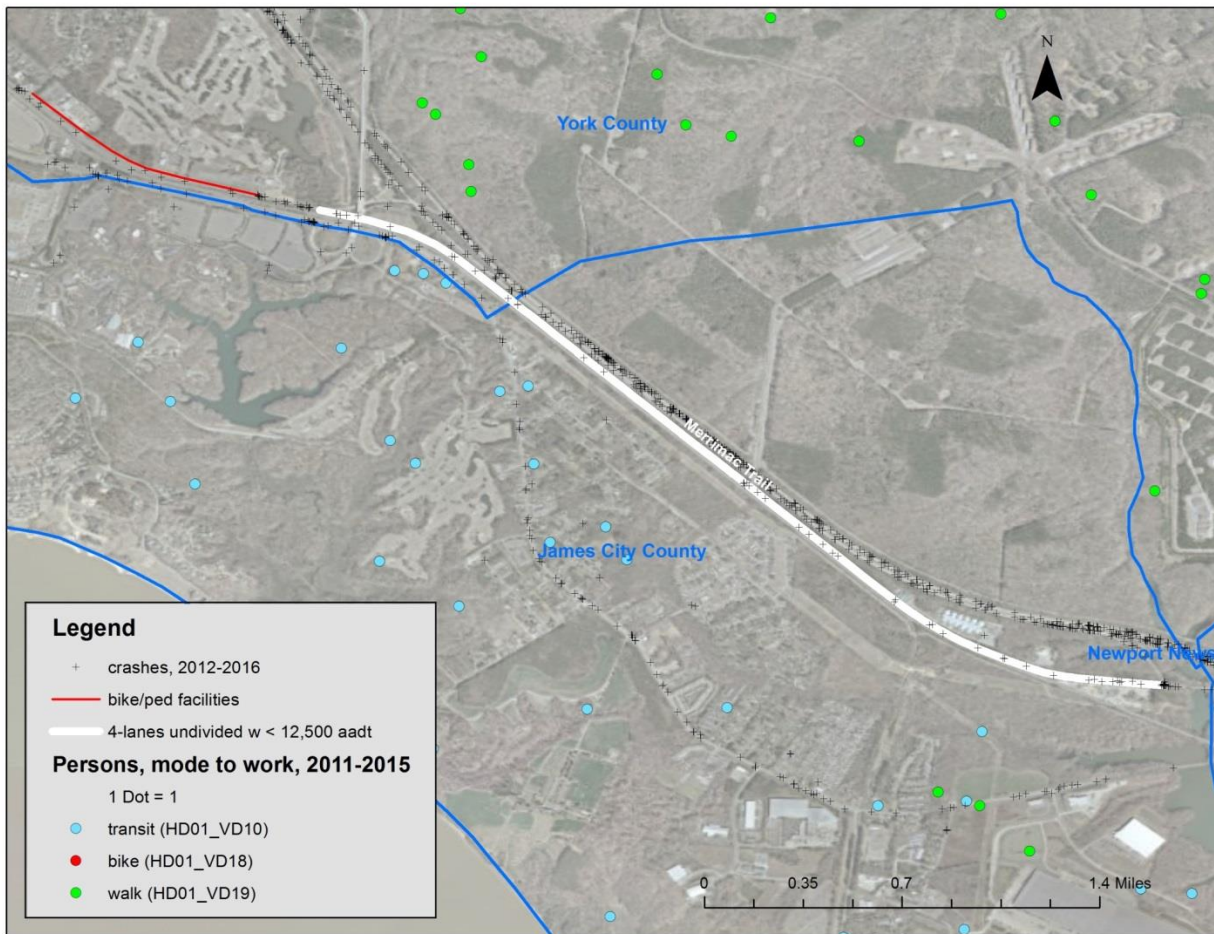 N
York County
Merrimac Trail
James City County
Newport News
Legend
crashes, 2012-2016
bike/ped facilities
4-lanes undivided w < 12,500 aadt
Persons, mode to work, 2011-2015
1 Dot = 1
transit (HD01_VD10)
bike (HD01_VD18)
walk (HD01_VD19)
0 0.35 0.7 1.4 Miles